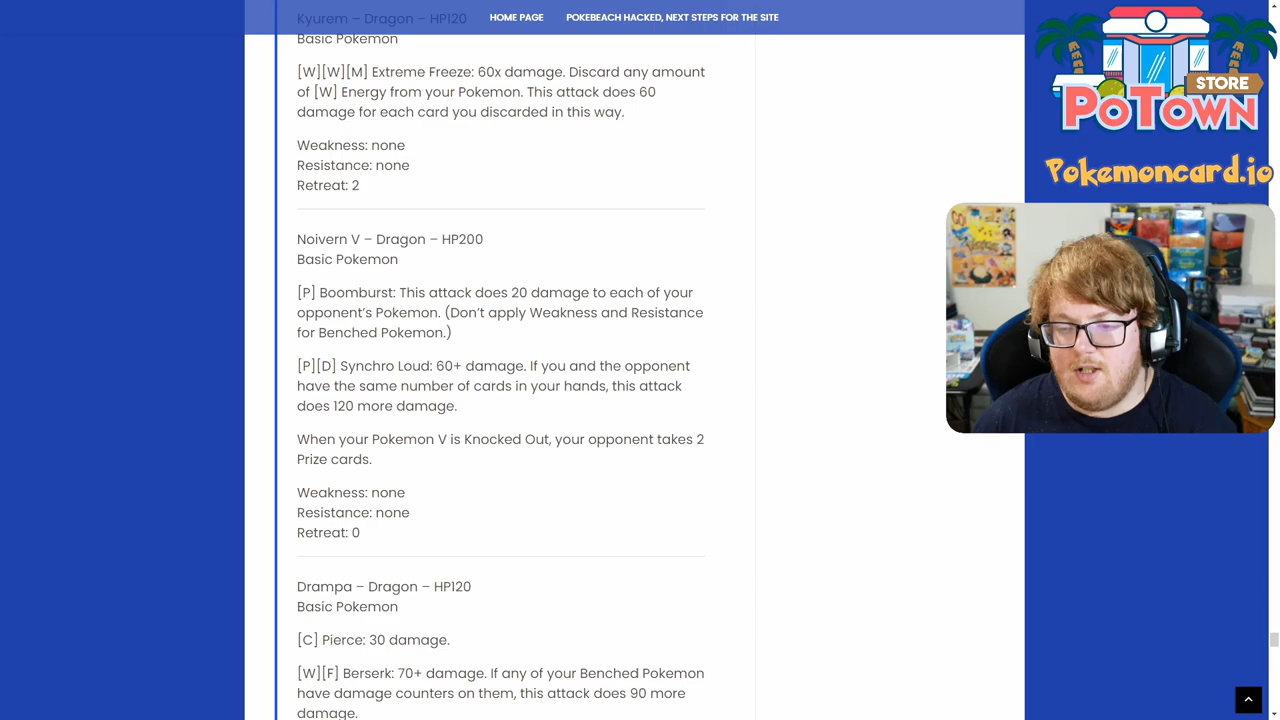 Kyurem – Dragon – HP120
HOME PAGE
POKEBEACH HACKED, NEXT STEPS FOR THE SITE
Basic Pokemon
[W][W][M] Extreme Freeze: 60x damage. Discard any amount
of [W] Energy from your Pokemon. This attack does 60
damage for each card you discarded in this way.
Weakness: none
Resistance: none
Retreat: 2
Noivern V – Dragon – HP200
Basic Pokemon
[P] Boomburst: This attack does 20 damage to each of your
opponent’s Pokemon. (Don’t apply Weakness and Resistance
for Benched Pokemon.)
[P][D] Synchro Loud: 60+ damage. If you and the opponent
have the same number of cards in your hands, this attack
does 120 more damage.
When your Pokemon V is Knocked Out, your opponent takes 2
Prize cards.
Weakness: none
Resistance: none
Retreat: 0
Drampa – Dragon – HP120
Basic Pokemon
[C] Pierce: 30 damage.
[W][F] Berserk: 70+ damage. If any of your Benched Pokemon
have damage counters on them, this attack does 90 more
damage.
STORE
POTOWN
Pokemoncard.io